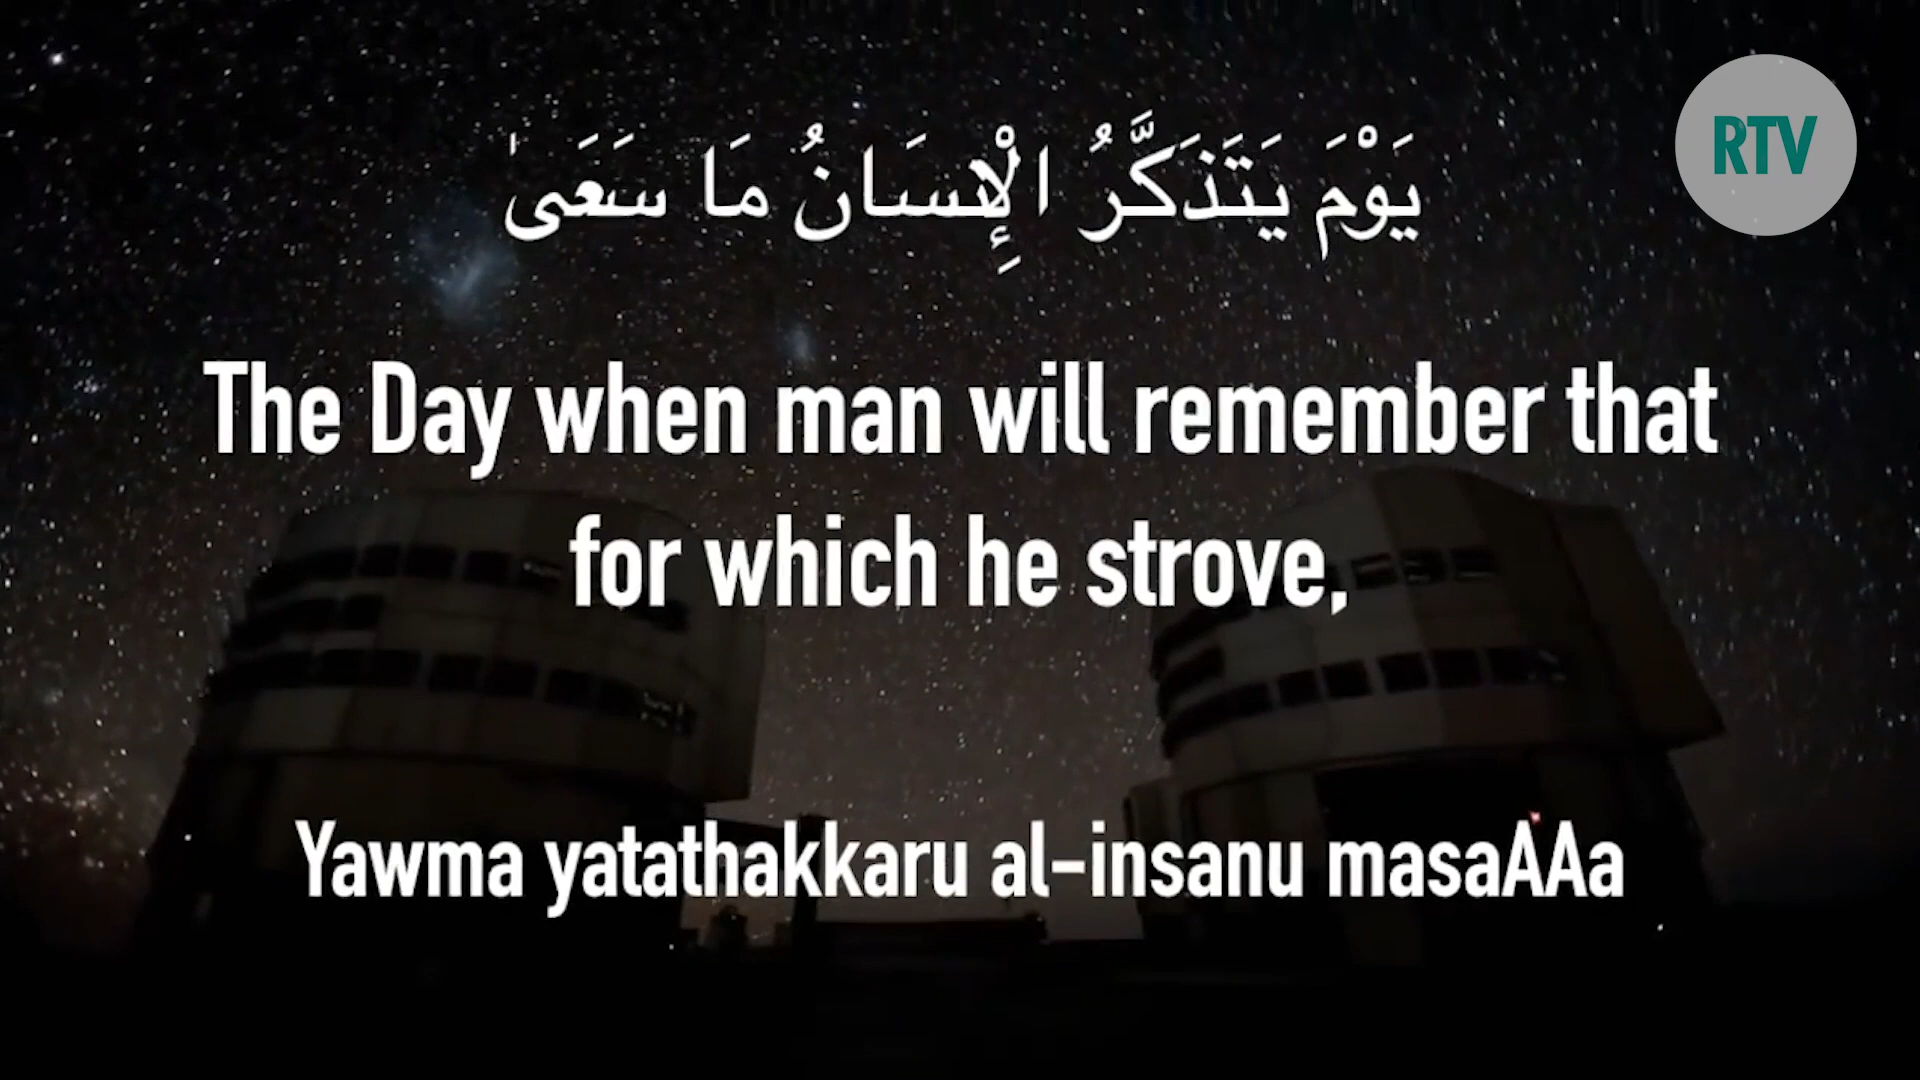 RTV
يَوْمَ يَتَذَكَّرُ الْإِنسَانُ مَا سَعَىٰ
The Day when man will remember that
for which he strove,
Yawma yatathakkaru al-insanu masaAAa